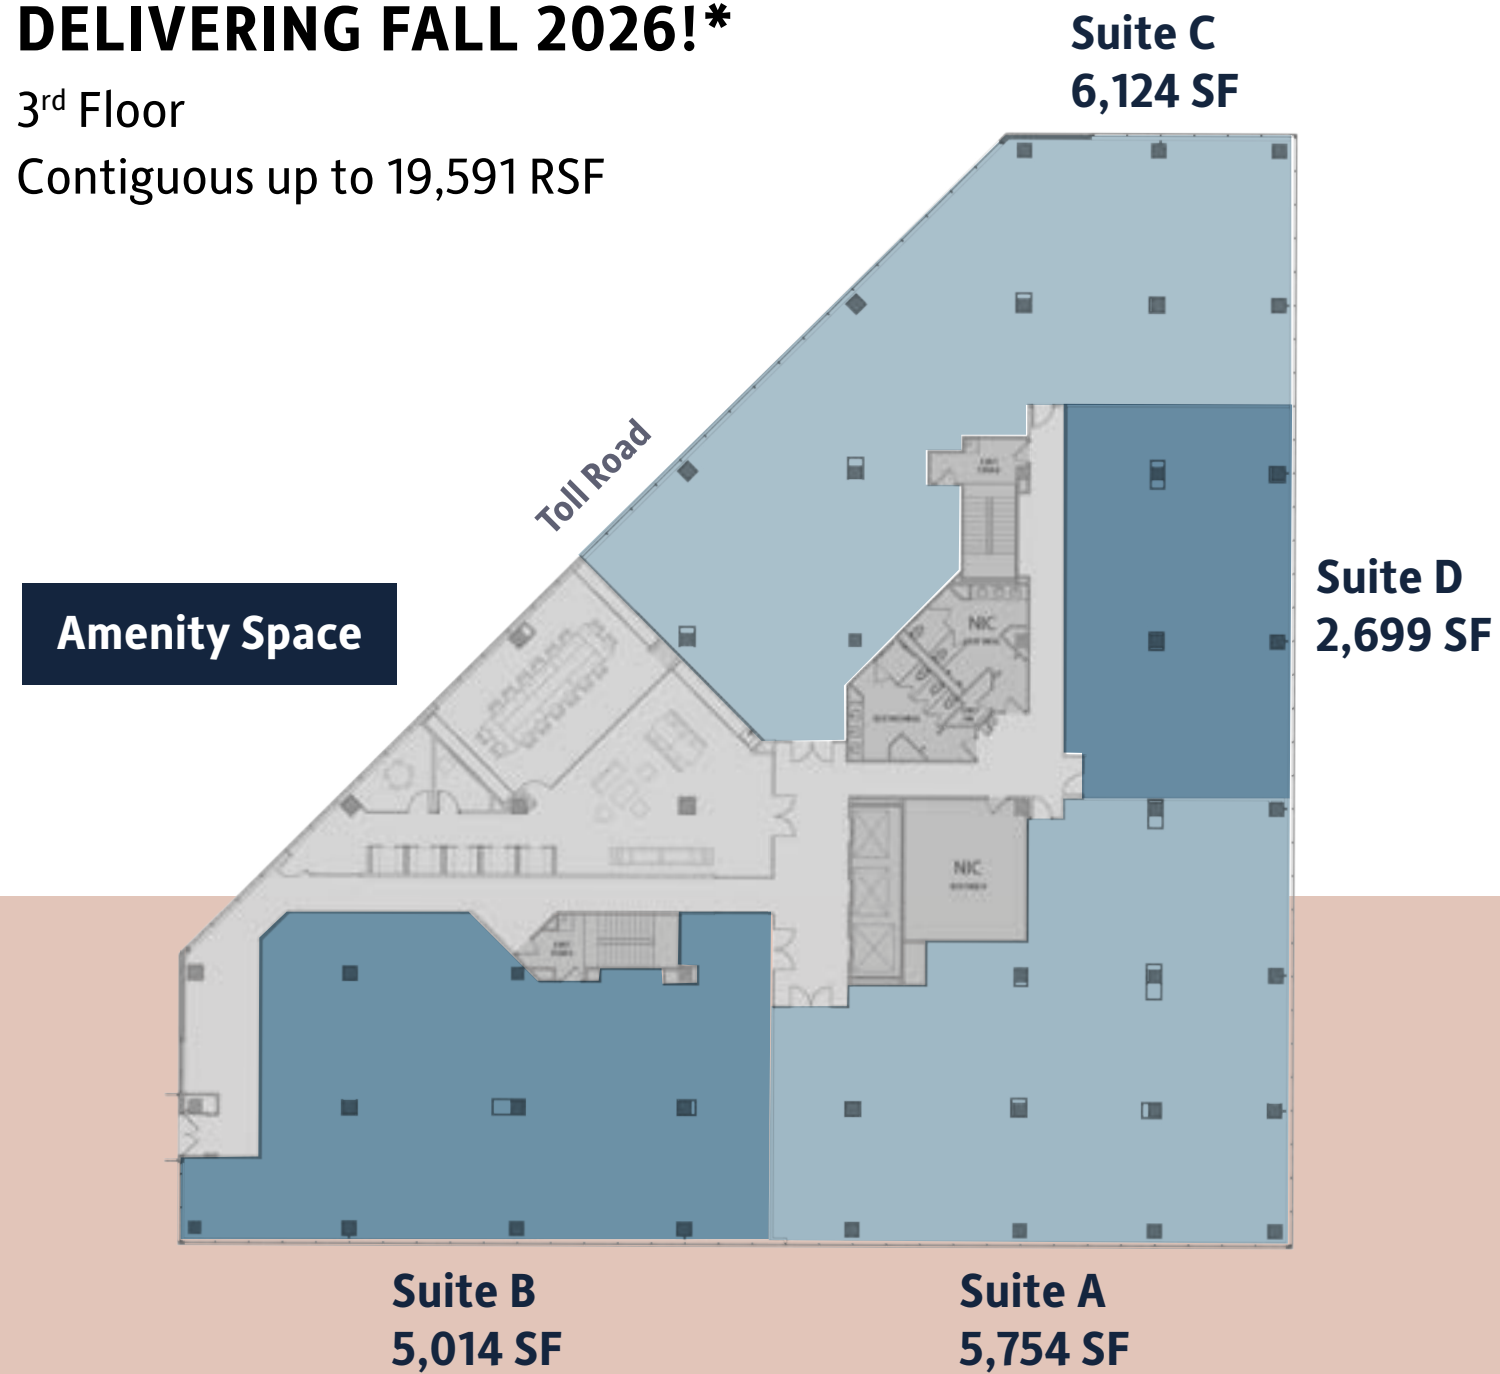 DELIVERING FALL 2026!*
3rd Floor
Contiguous up to 19,591 RSF
Suite C
6,124 SF
Toll Road
Amenity Space
Suite D
2,699 SF
NIC
NIC
Suite B
5,014 SF
Suite A
5,754 SF